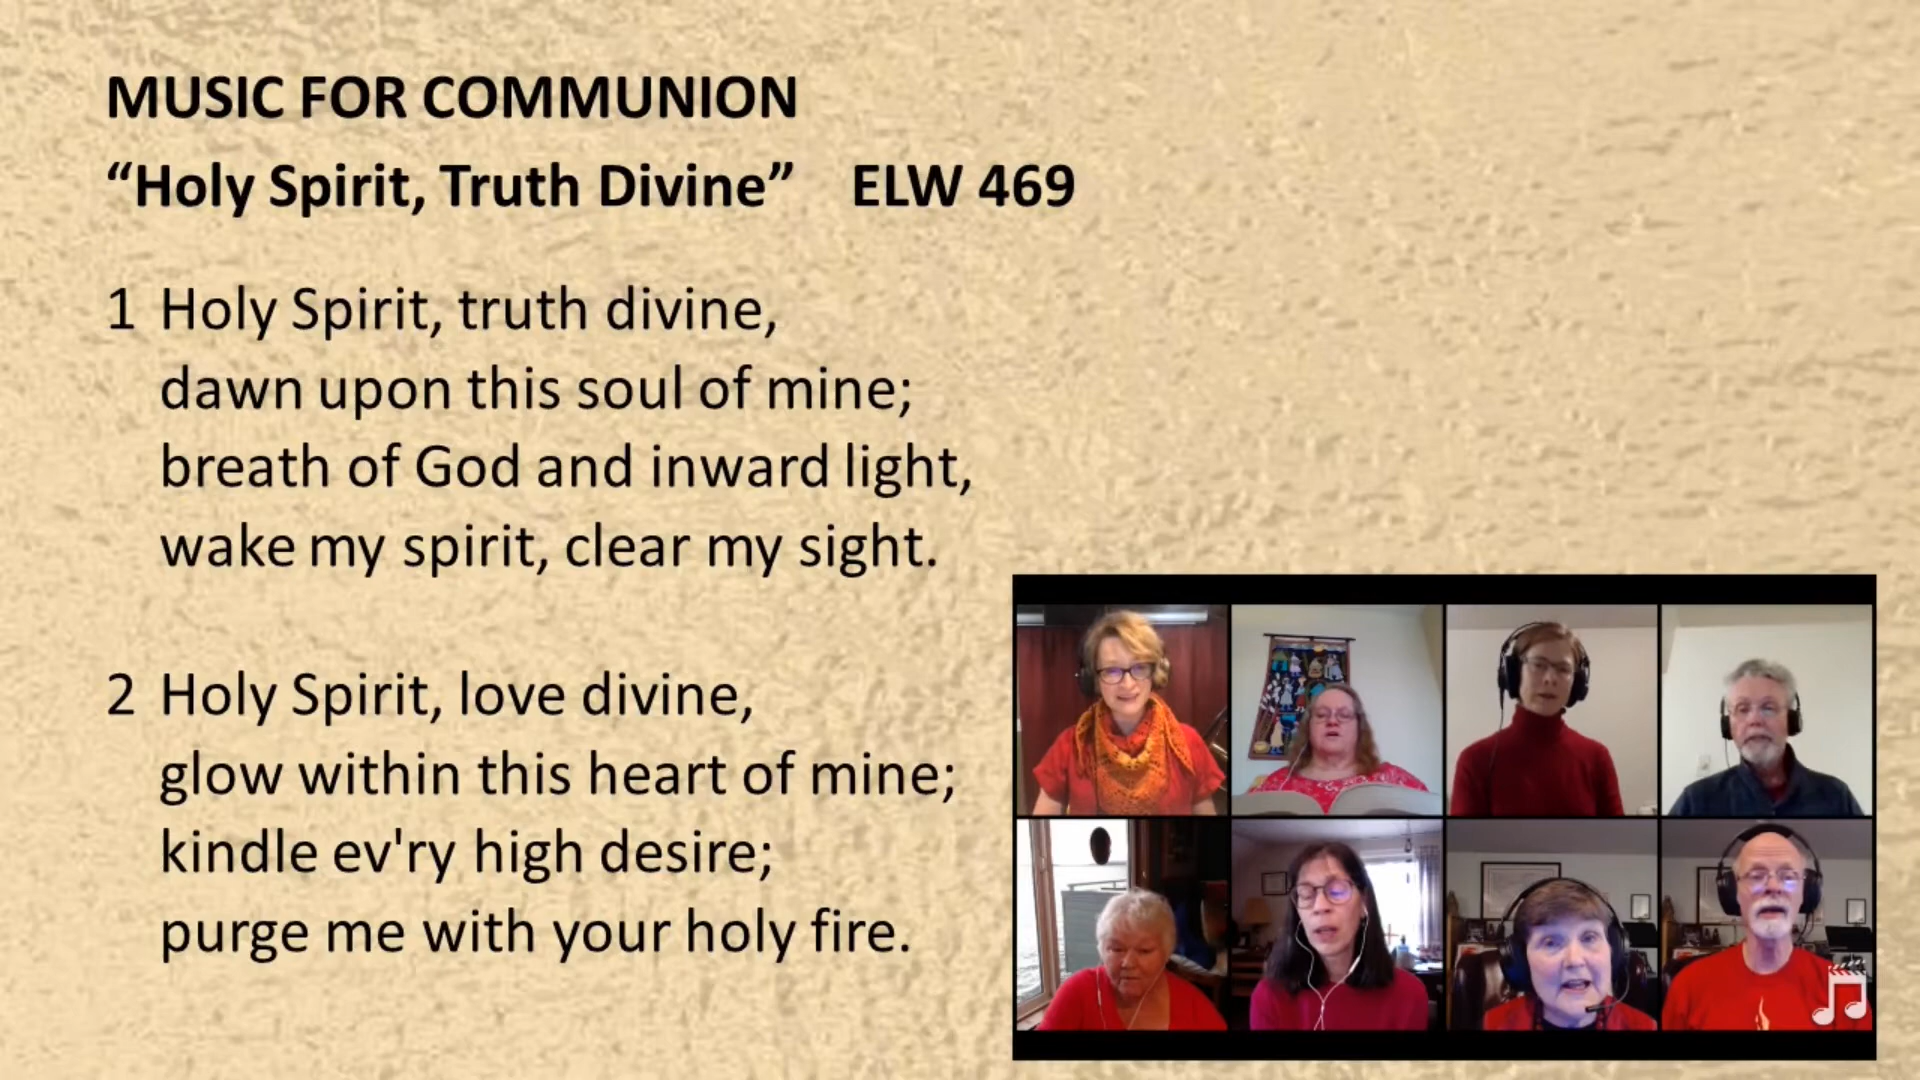 MUSIC FOR COMMUNION
“Holy Spirit, Truth Divine” ELW 469
1 Holy Spirit, truth divine,
dawn upon this soul of mine;
breath of God and inward light,
wake my spirit, clear my sight.
2 Holy Spirit, love divine,
glow within this heart of mine;
kindle ev'ry high desire;
purge me with your holy fire.